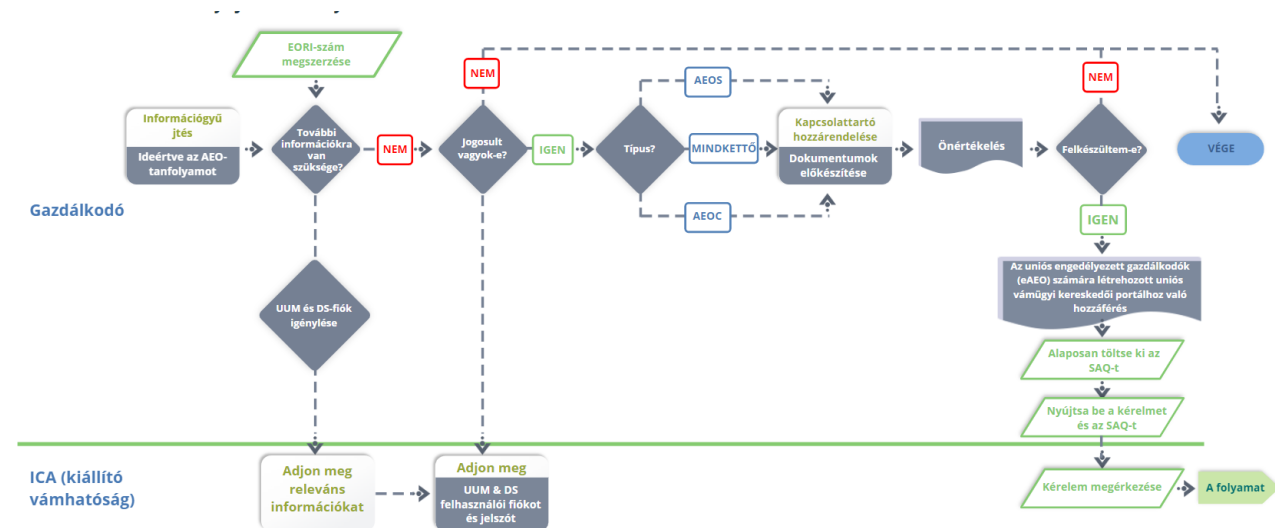 EORI-szám
megszerzése
NEM
NEM
AEOS
Információgyű
jtés
Ideértve az AEO-
tanfolyamot
További
információkra
van
szüksége?
NEM
Jogosult
vagyok-e?
IGEN
Típus?
MINDKETTŐ
Kapcsolattartó
hozzárendelése
Dokumentumok
előkészítése
Önértékelés
Felkészültem-e?
VÉGE
Gazdálkodó
AEOC
IGEN
Az uniós engedélyezett gazdálkodók
(eAEO) számára létrehozott uniós
vámügyi kereskedői portálhoz való
hozzáférés
UUM és DS-fiók
igénylése
Alaposan töltse ki az
SAQ-t
Nyújtsa be a kérelmet
és az SAQ-t
ICA (kiállító
vámhatóság)
Adjon meg
releváns
információkat
Adjon meg
UUM & DS
felhasználói fiókot
és jelszót
Kérelem megérkezése
A folyamat